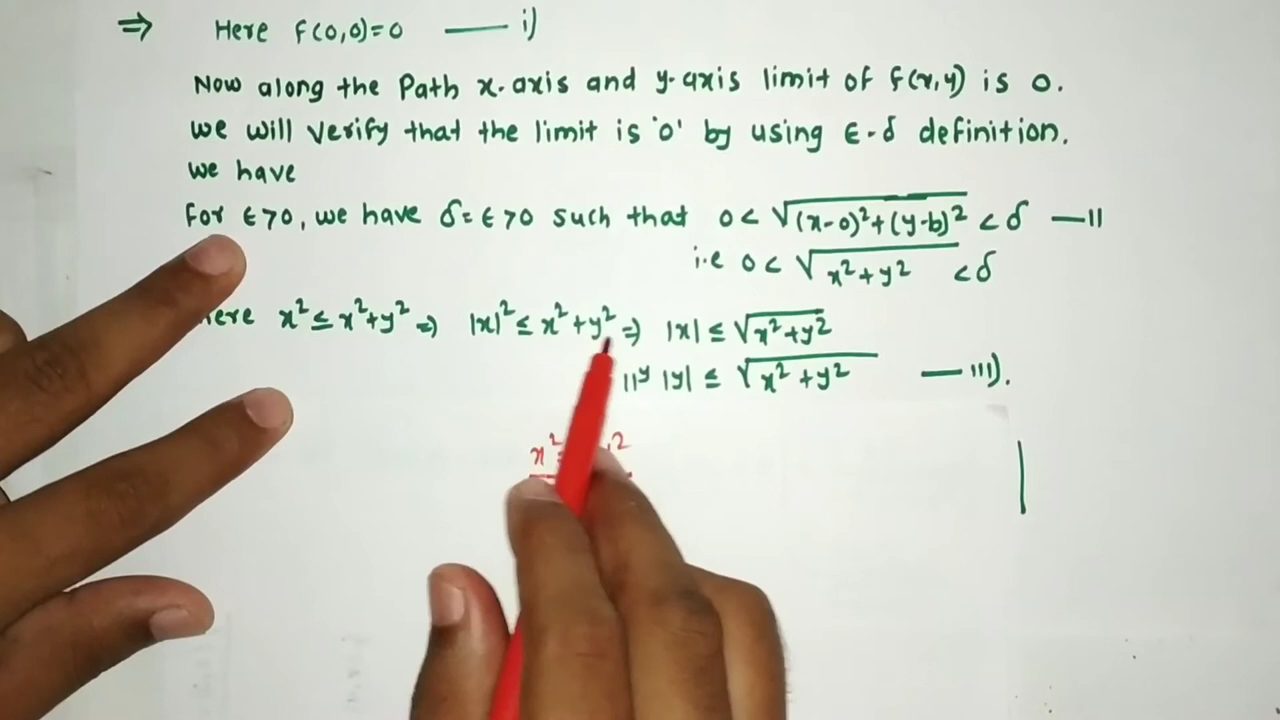 ⇒ Here f(0,0)=0 —— i)
Now along the Path x-axis and y-axis limit of f(x,y) is 0.
we will verify that the limit is '0' by using ε-δ definition.
we have
For ε>0, we have δ=ε>0 such that 0<√(x-0)²+(y-b)² <δ —II
i.e 0<√x²+y² <δ
x²≤x²+y² ⇒ |x|²≤x²+y² ⇒ |x|≤√x²+y²
||y |y|≤√x²+y² —III).
x² 2